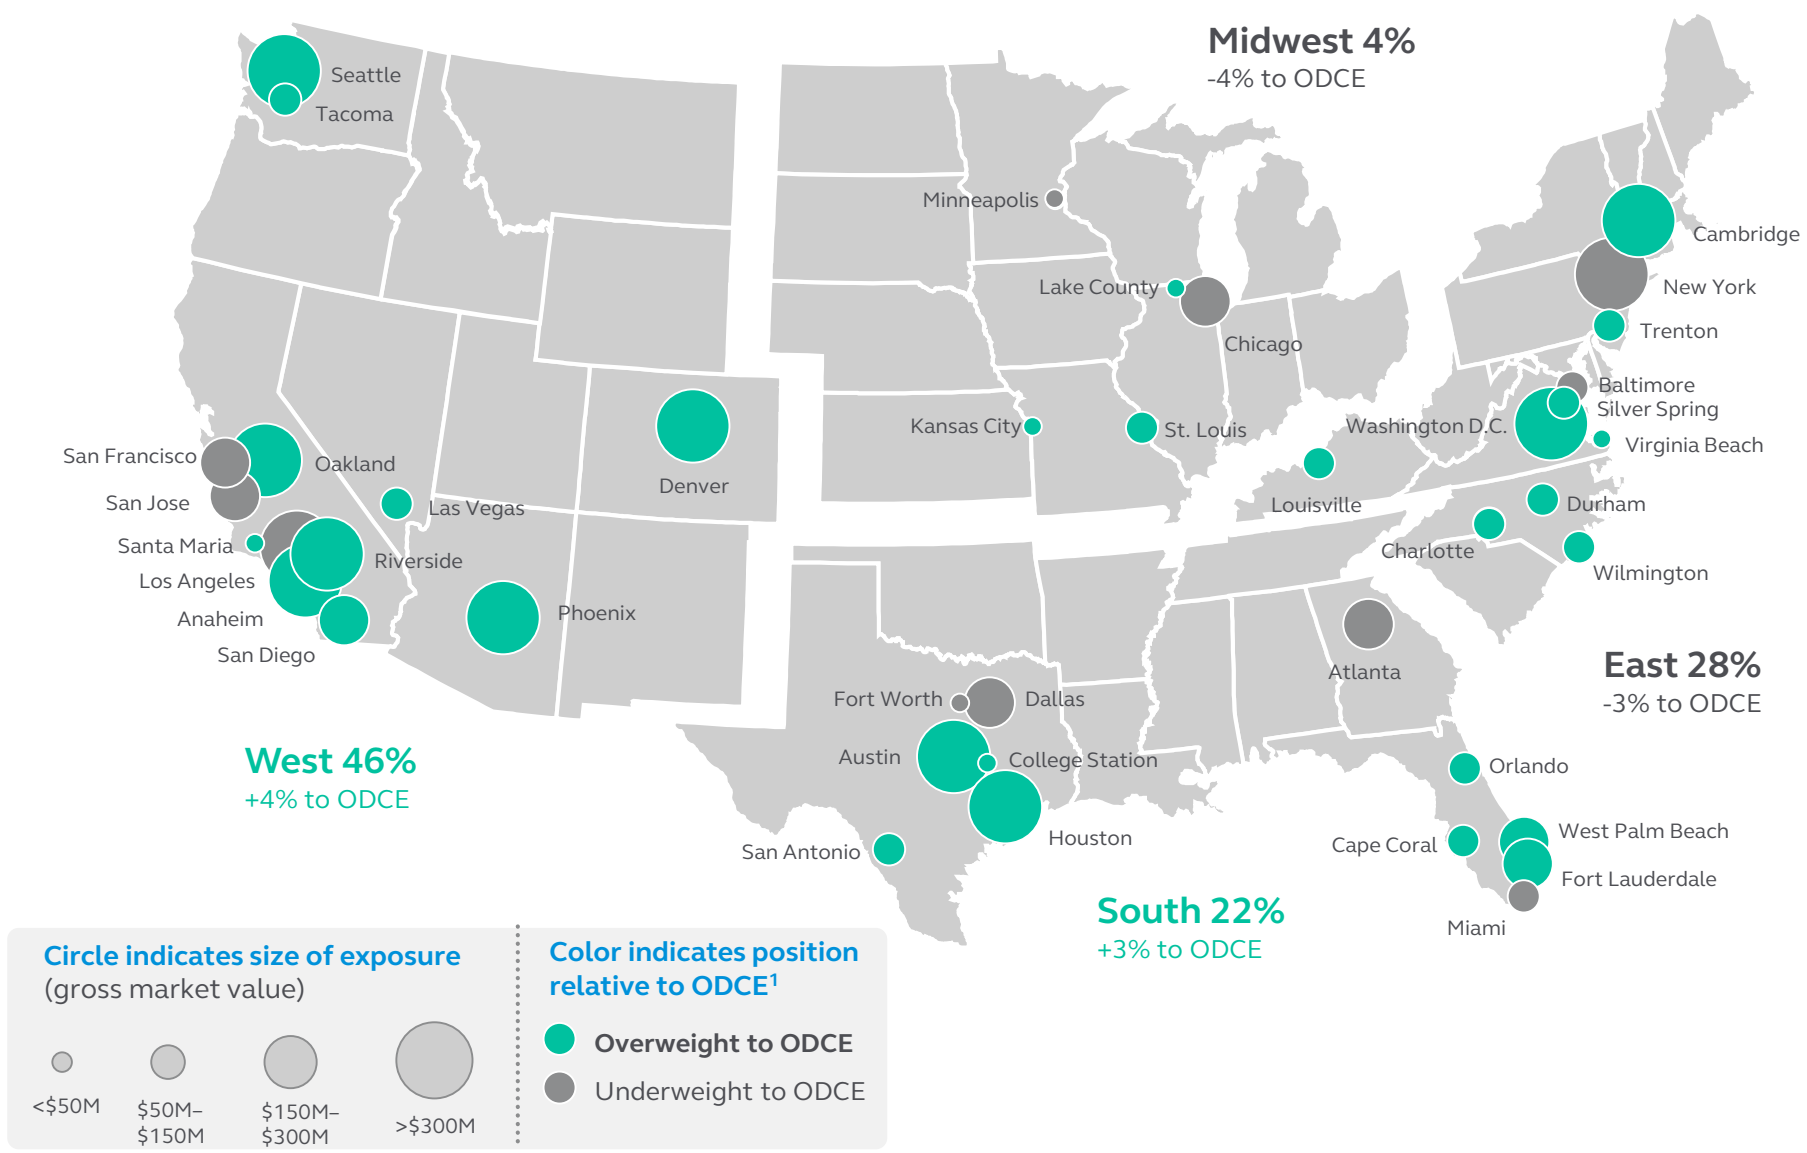 Midwest 4%
-4% to ODCE
Seattle
Tacoma
Minneapolis
Cambridge
Lake County
New York
Trenton
Chicago
Baltimore
Silver Spring
Kansas City
St. Louis
Washington D.C.
Virginia Beach
San Francisco
Oakland
Denver
San Jose
Las Vegas
Louisville
Durham
Santa Maria
Riverside
Charlotte
Wilmington
Los Angeles
Anaheim
Phoenix
San Diego
Atlanta
East 28%
-3% to ODCE
Fort Worth
Dallas
West 46%
+4% to ODCE
Austin
College Station
Orlando
Houston
San Antonio
Cape Coral
West Palm Beach
Fort Lauderdale
Miami
South 22%
+3% to ODCE
Circle indicates size of exposure
(gross market value)
<$50M
$50M–
$150M
$150M–
$300M
>$300M
Color indicates position
relative to ODCE¹
Overweight to ODCE
Underweight to ODCE